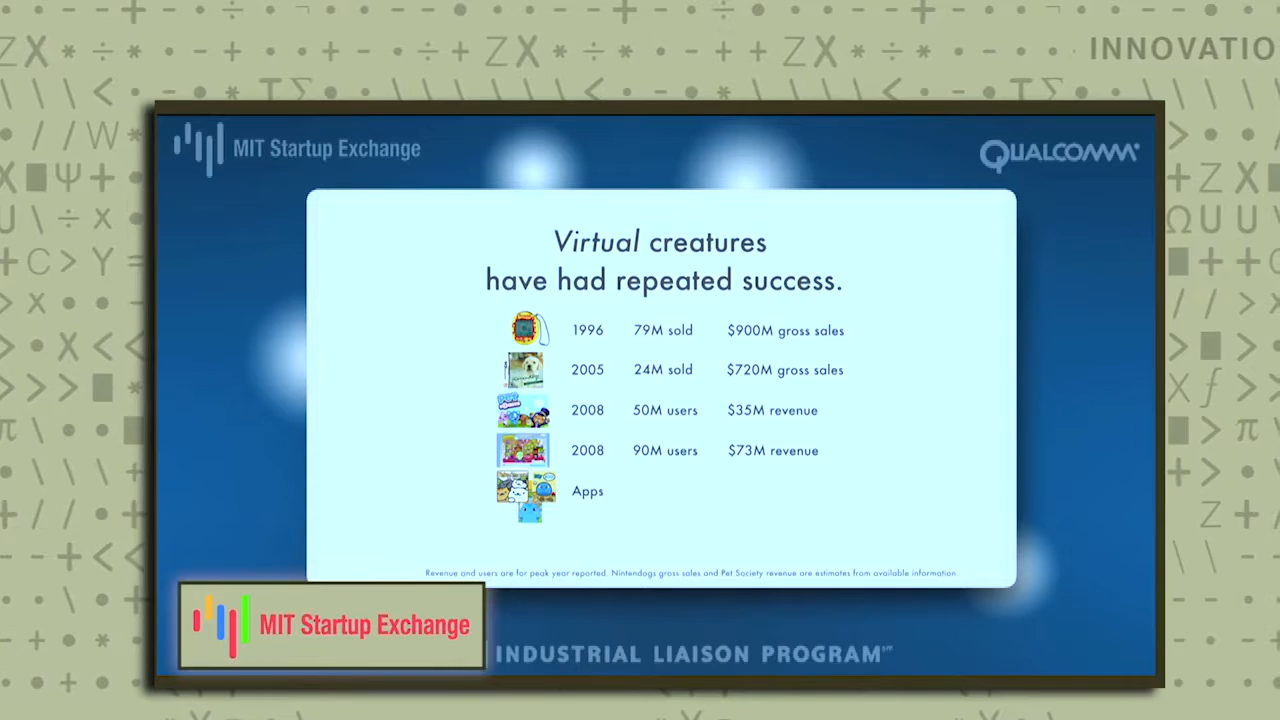 INNOVATIO
MIT Startup Exchange
QUALCOMM
Virtual creatures
have had repeated success.
1996 79M sold $900M gross sales
2005 24M sold $720M gross sales
2008 50M users $35M revenue
2008 90M users $73M revenue
Apps
Revenue and users are for peak year reported. Nintendogs gross sales and Pet Society revenue are estimates from available information.
MIT Startup Exchange
INDUSTRIAL LIAISON PROGRAM℠